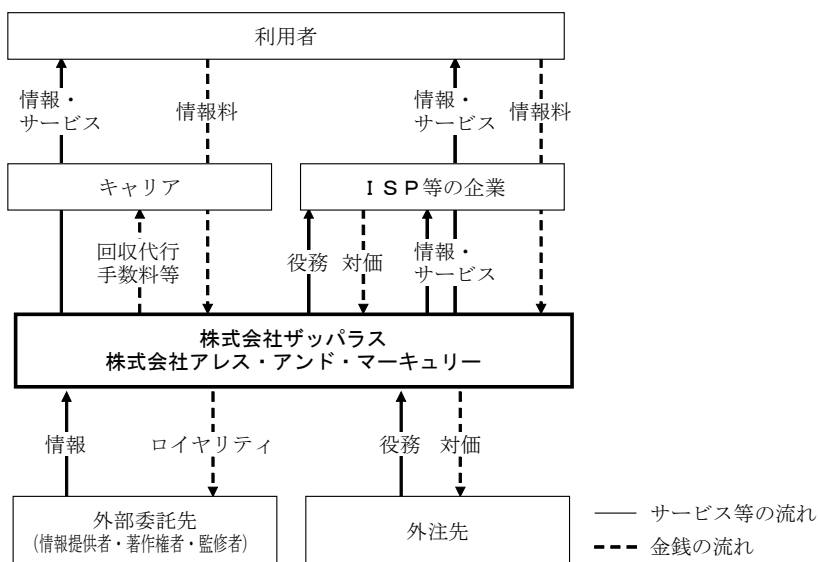 利用者
情報・
サービス
情報料
情報・
サービス
情報料
キャリア
ＩＳＰ等の企業
回収代行
手数料等
役務
対価
情報・
サービス
株式会社ザッパラス
株式会社アレス・アンド・マーキュリー
情報
ロイヤリティ
役務
対価
外部委託先
(情報提供者・著作権者・監修者)
外注先
サービス等の流れ
金銭の流れ